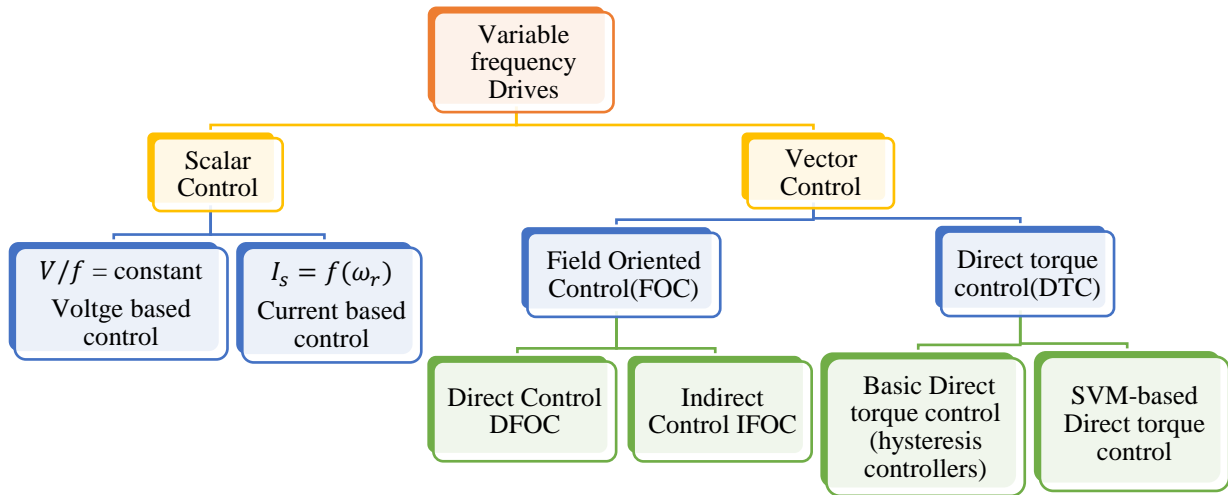 Variable
frequency
Drives
Scalar
Control
Vector
Control
V/f = constant
Voltge based
control
I_s = f(ω_r)
Current based
control
Field Oriented
Control(FOC)
Direct torque
control(DTC)
Direct Control
DFOC
Indirect
Control IFOC
Basic Direct
torque control
(hysteresis
controllers)
SVM-based
Direct torque
control